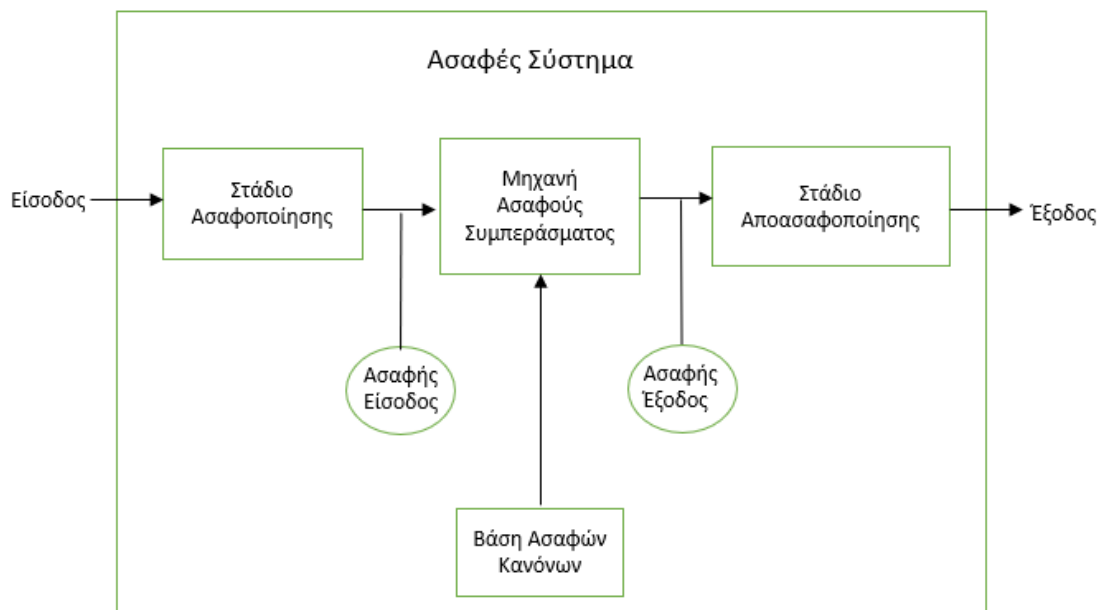 Ασαφές Σύστημα
Είσοδος
Στάδιο
Ασαφοποίησης
Μηχανή
Ασαφούς
Συμπεράσματος
Στάδιο
Αποασαφοποίησης
Έξοδος
Ασαφής
Είσοδος
Ασαφής
Έξοδος
Βάση Ασαφών
Κανόνων